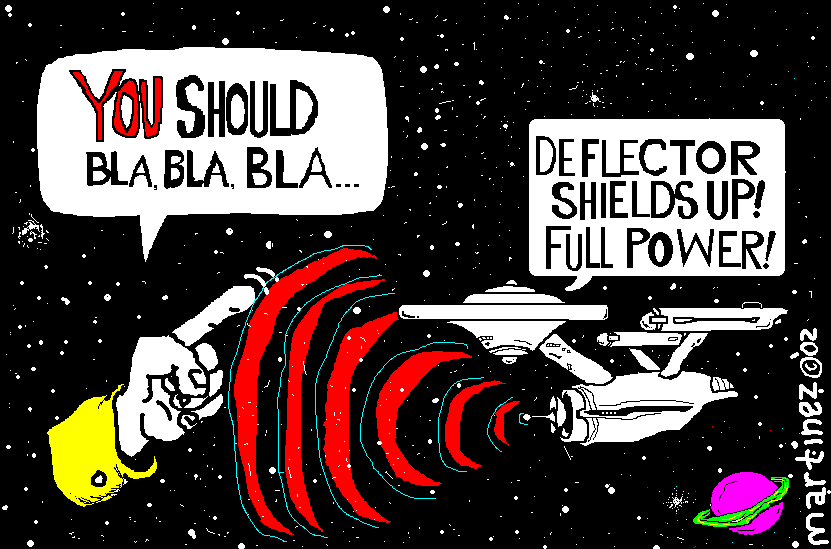 YOU SHOULD
BLA, BLA, BLA...
DEFLECTOR
SHIELDS UP!
FULL POWER!
martinez©'02